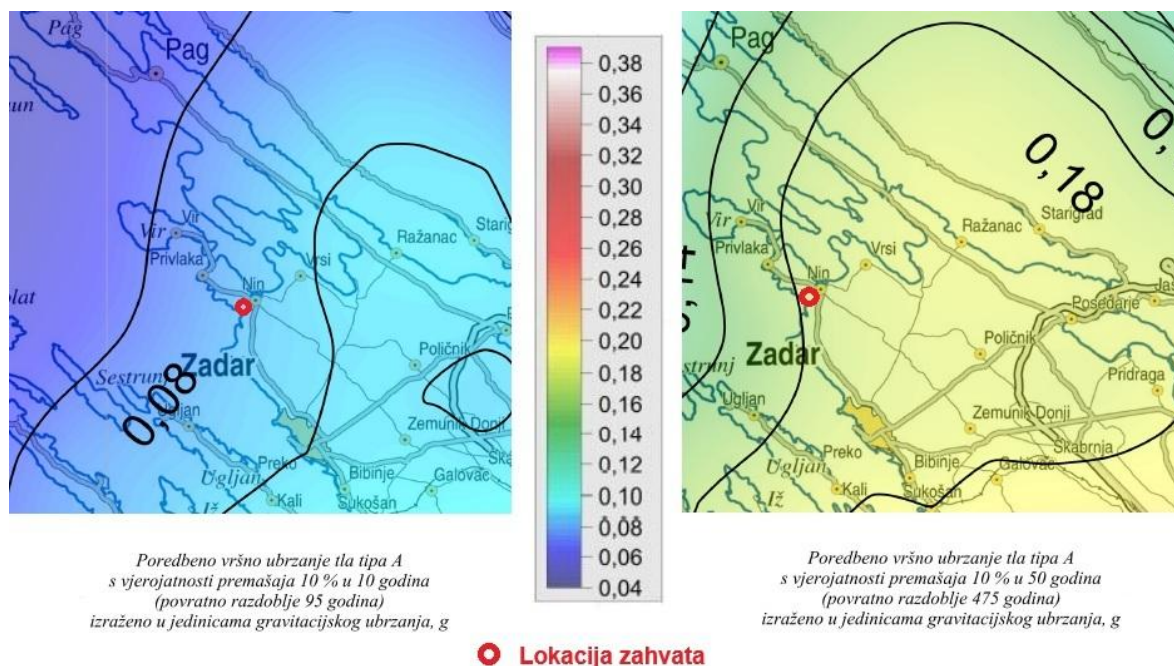 Pag
Pag
un
Vir
Vir
Privlaka
Nin
Vrsi
Ražanac
Starig
olat
Zadar
Poličnik
Sestrunj
0,08
Ugljan
Zemunik Donji
Ska
Preko
Bibinje
Galovac
Ugljan
Kali
Sukošan
Iž
0,38
0,36
0,34
0,32
0,30
0,28
0,26
0,24
0,22
0,20
0,18
0,16
0,14
0,12
0,10
0,08
0,06
0,04
Pag
0,
0,18
Vir
Vir
Starigrad
Privlaka
Ražanac
Vrsi
Nin
Posedarje
Jas
Zadar
Poličnik
strunj
Pridraga
Ugljan
Zemunik Donji
Škabrnja
Preko
Bibinje
Galovac
Ugljan
Kali
Sukošan
Iž
Poredbeno vršno ubrzanje tla tipa A
s vjerojatnosti premašaja 10 % u 10 godina
(povratno razdoblje 95 godina)
izraženo u jedinicama gravitacijskog ubrzanja, g
Poredbeno vršno ubrzanje tla tipa A
s vjerojatnosti premašaja 10 % u 50 godina
(povratno razdoblje 475 godina)
izraženo u jedinicama gravitacijskog ubrzanja, g
Lokacija zahvata